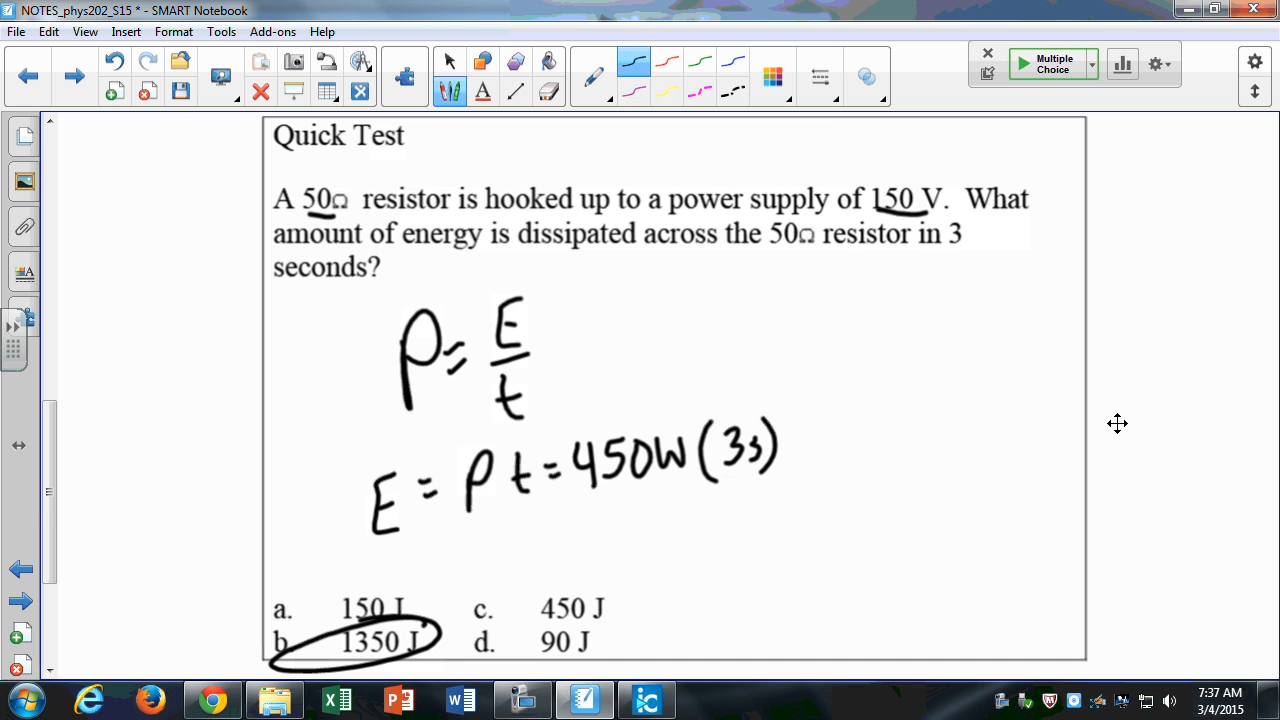 NOTES_phys202_S15 * - SMART Notebook
File Edit View Insert Format Tools Add-ons Help
Multiple
Choice
Quick Test
A 50Ω resistor is hooked up to a power supply of 150 V. What
amount of energy is dissipated across the 50Ω resistor in 3
seconds?
P = E
t
E = P t = 450W (3s)
a. 150 J c. 450 J
b. 1350 J d. 90 J
7:37 AM
3/4/2015